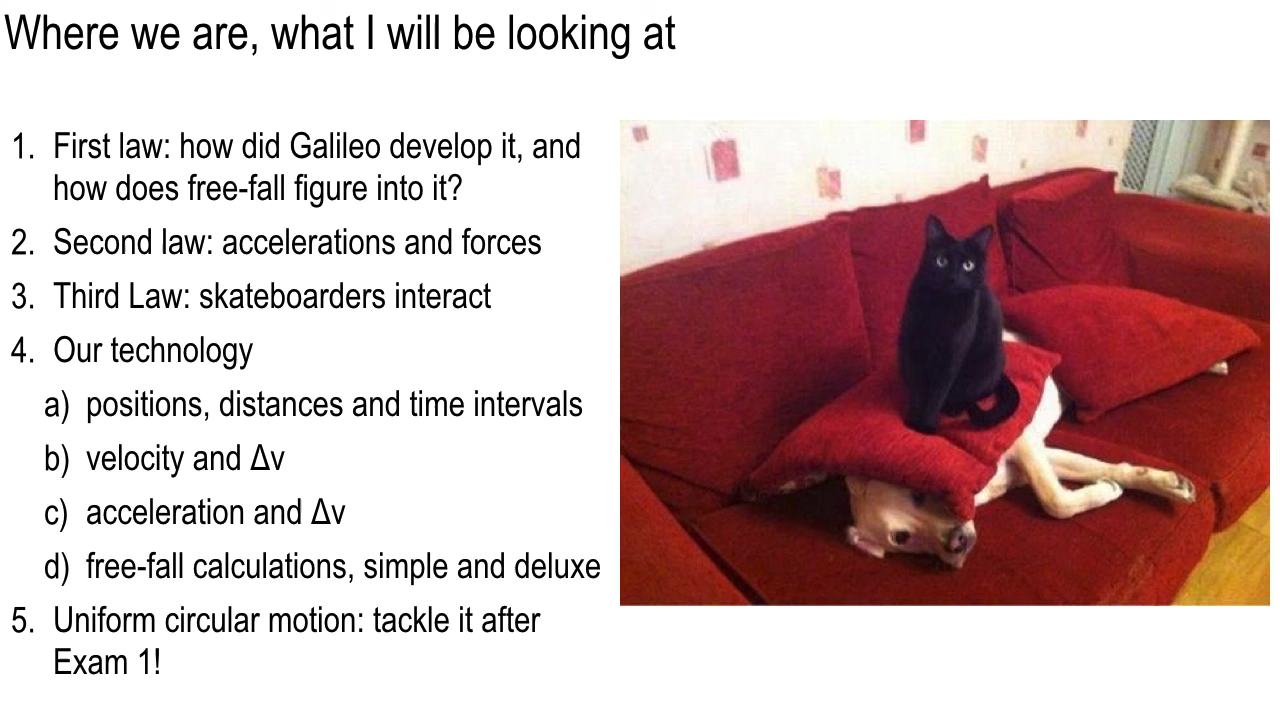 Where we are, what I will be looking at
1. First law: how did Galileo develop it, and
how does free-fall figure into it?
2. Second law: accelerations and forces
3. Third Law: skateboarders interact
4. Our technology
a) positions, distances and time intervals
b) velocity and Δv
c) acceleration and Δv
d) free-fall calculations, simple and deluxe
5. Uniform circular motion: tackle it after
Exam 1!